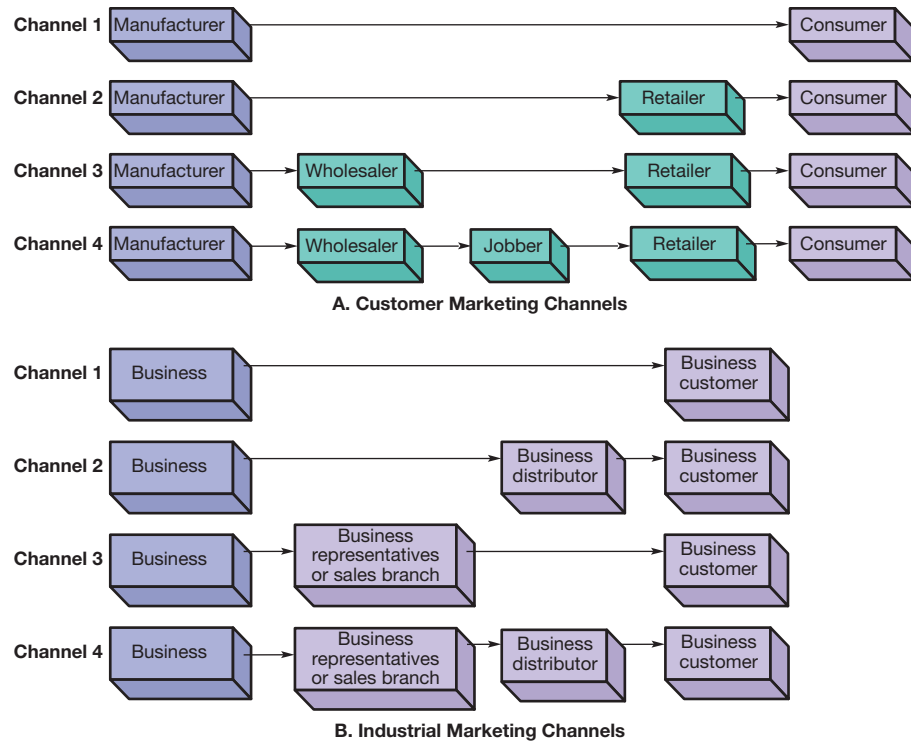 Channel 1 Manufacturer Consumer
Channel 2 Manufacturer Retailer Consumer
Channel 3 Manufacturer Wholesaler Retailer Consumer
Channel 4 Manufacturer Wholesaler Jobber Retailer Consumer
A. Customer Marketing Channels
Channel 1 Business Business
customer
Channel 2 Business Business
distributor
Business
customer
Channel 3 Business Business
representatives
or sales branch
Business
customer
Channel 4 Business Business
representatives
or sales branch
Business
distributor
Business
customer
B. Industrial Marketing Channels